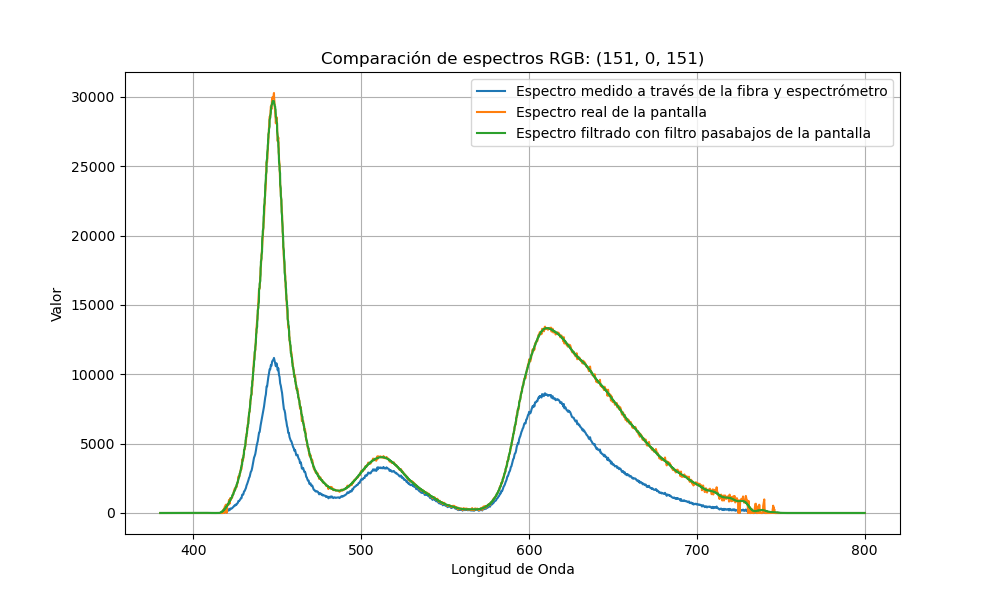 Comparación de espectros RGB: (151, 0, 151)
Espectro medido a través de la fibra y espectrómetro
Espectro real de la pantalla
Espectro filtrado con filtro pasabajos de la pantalla
Valor
30000
25000
20000
15000
10000
5000
0
400 500 600 700 800
Longitud de Onda